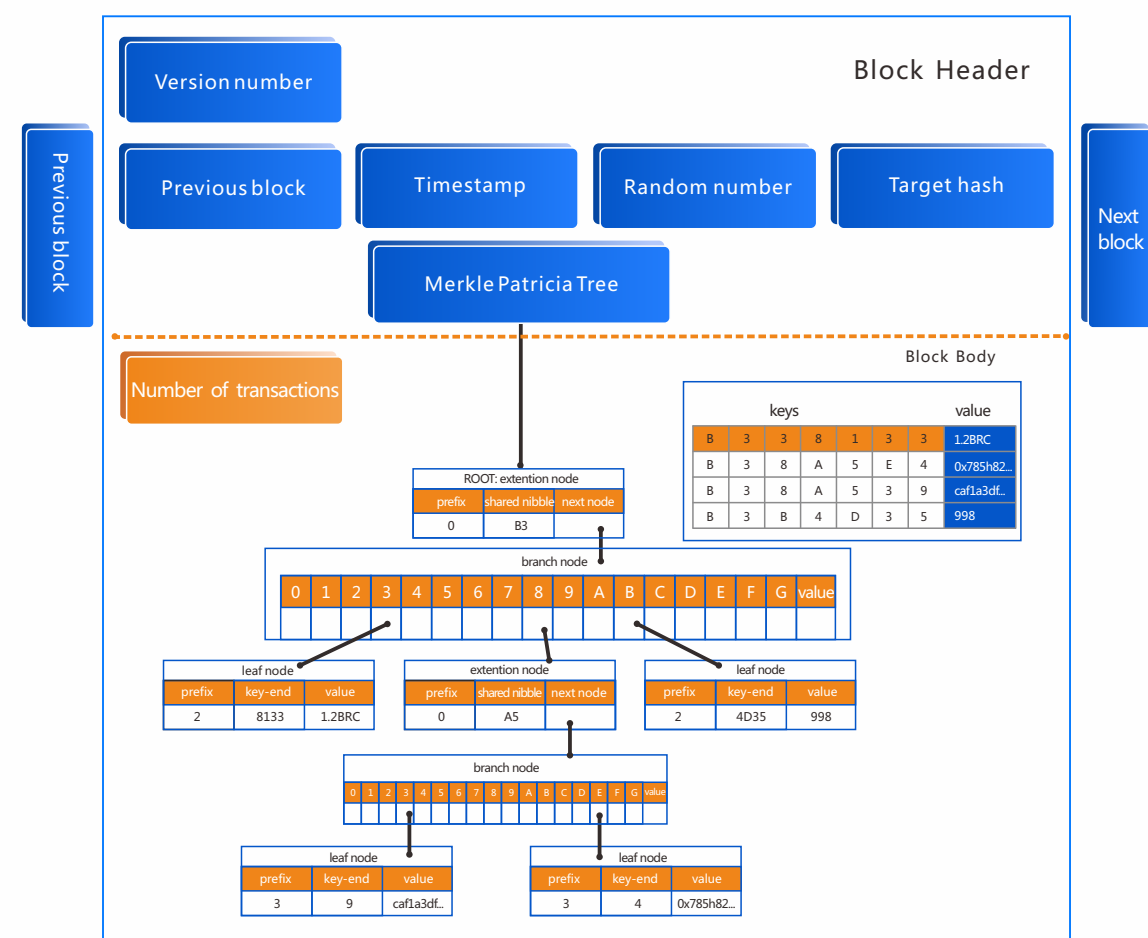 Block Header
Version number
Previous block
Previous block
Timestamp
Random number
Target hash
Next
block
Merkle Patricia Tree
Block Body
Number of transactions
keys value
B 3 3 8 1 3 3 1.2BRC
B 3 8 A 5 E 4 0x785h82...
B 3 8 A 5 3 9 caf1a3df...
B 3 B 4 D 3 5 998
ROOT: extention node
prefix shared nibble next node
0 B3
branch node
0 1 2 3 4 5 6 7 8 9 A B C D E F G value
leaf node
prefix key-end value
2 8133 1.2BRC
extention node
prefix shared nibble next node
0 A5
leaf node
prefix key-end value
2 4D35 998
branch node
0 1 2 3 4 5 6 7 8 9 A B C D E F G value
leaf node
prefix key-end value
3 9 caf1a3df...
leaf node
prefix key-end value
3 4 0x785h82...